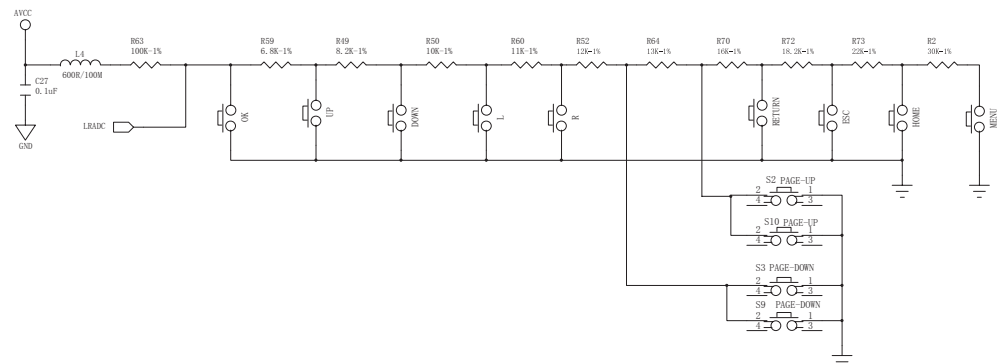 AVCC
L4
600R/100M
C27
0.1uF
GND
R63
100K-1%
LRADC
R59
6.8K-1%
R49
8.2K-1%
R50
10K-1%
R60
11K-1%
R52
12K-1%
R64
13K-1%
R70
16K-1%
R72
18.2K-1%
R73
22K-1%
R2
30K-1%
OK
UP
DOWN
L
R
RETURN
ESC
HOME
MENU
S2 PAGE-UP
2 1
4 3
S10 PAGE-UP
2 1
4 3
S3 PAGE-DOWN
2 1
4 3
S9 PAGE-DOWN
2 1
4 3